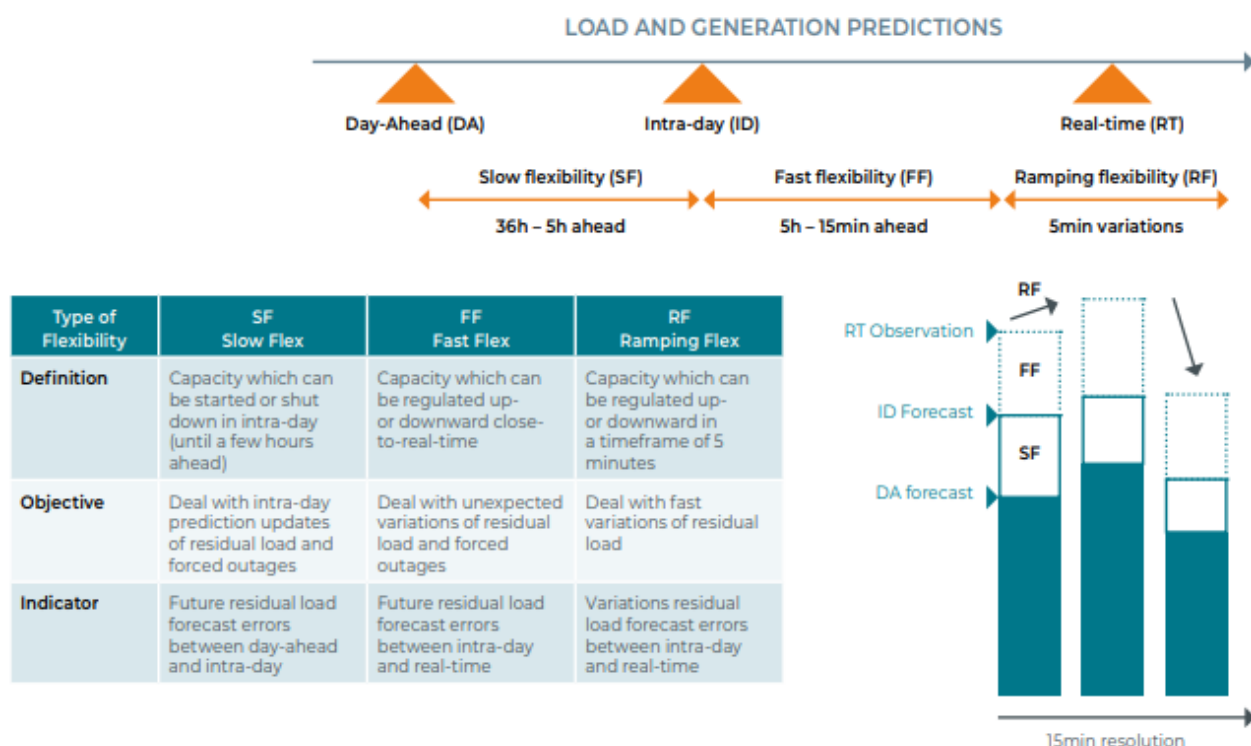 LOAD AND GENERATION PREDICTIONS
Day-Ahead (DA)
Intra-day (ID)
Real-time (RT)
Slow flexibility (SF)
Fast flexibility (FF)
Ramping flexibility (RF)
36h – 5h ahead
5h – 15min ahead
5min variations
Type of
Flexibility
SF
Slow Flex
FF
Fast Flex
RF
Ramping Flex
Definition
Capacity which can
be started or shut
down in intra-day
(until a few hours
ahead)
Capacity which can
be regulated up-
or downward close-
to-real-time
Capacity which can
be regulated up-
or downward in
a timeframe of 5
minutes
Objective
Deal with intra-day
prediction updates
of residual load and
forced outages
Deal with unexpected
variations of residual
load and forced
outages
Deal with fast
variations of residual
load
Indicator
Future residual load
forecast errors
between day-ahead
and intra-day
Future residual load
forecast errors
between intra-day
and real-time
Variations residual
load forecast errors
between intra-day
and real-time
RF
RT Observation
FF
ID Forecast
SF
DA forecast
15min resolution